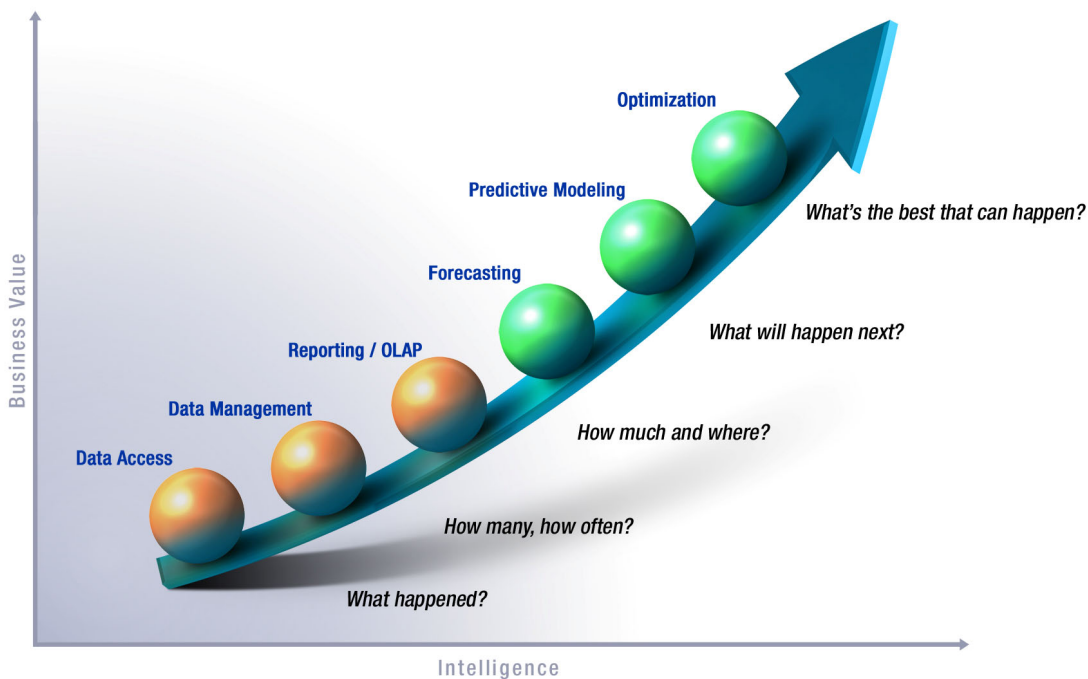 Optimization
Predictive Modeling
What's the best that can happen?
Forecasting
What will happen next?
Reporting / OLAP
Data Management
How much and where?
Data Access
How many, how often?
What happened?
Business Value
Intelligence